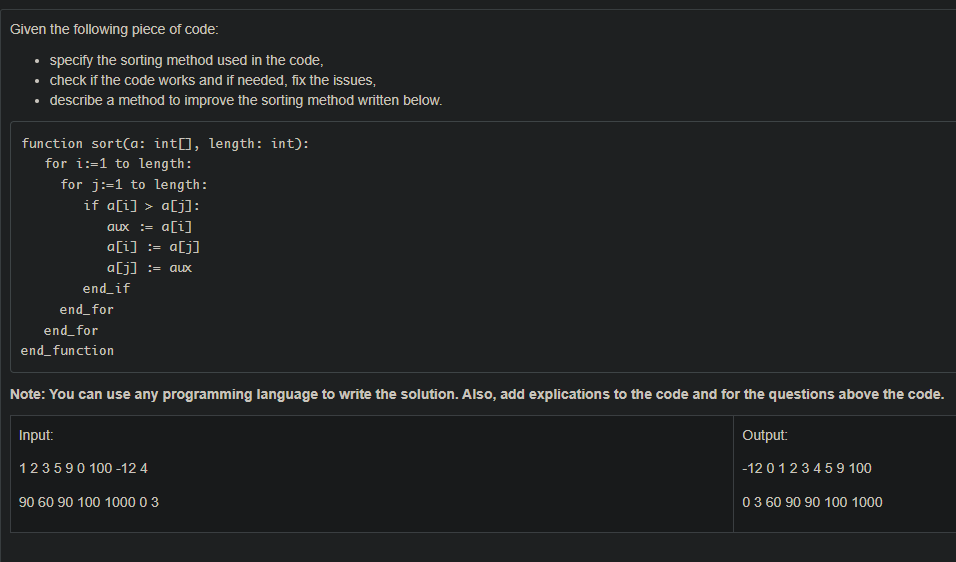 Given the following piece of code:
• specify the sorting method used in the code,
• check if the code works and if needed, fix the issues,
• describe a method to improve the sorting method written below.
function sort(a: int[], length: int):
   for i:=1 to length:
     for j:=1 to length:
        if a[i] > a[j]:
           aux := a[i]
           a[i] := a[j]
           a[j] := aux
        end_if
     end_for
   end_for
end_function
Note: You can use any programming language to write the solution. Also, add explications to the code and for the questions above the code.
Input:
1 2 3 5 9 0 100 -12 4
90 60 90 100 1000 0 3
Output:
-12 0 1 2 3 4 5 9 100
0 3 60 90 90 100 1000